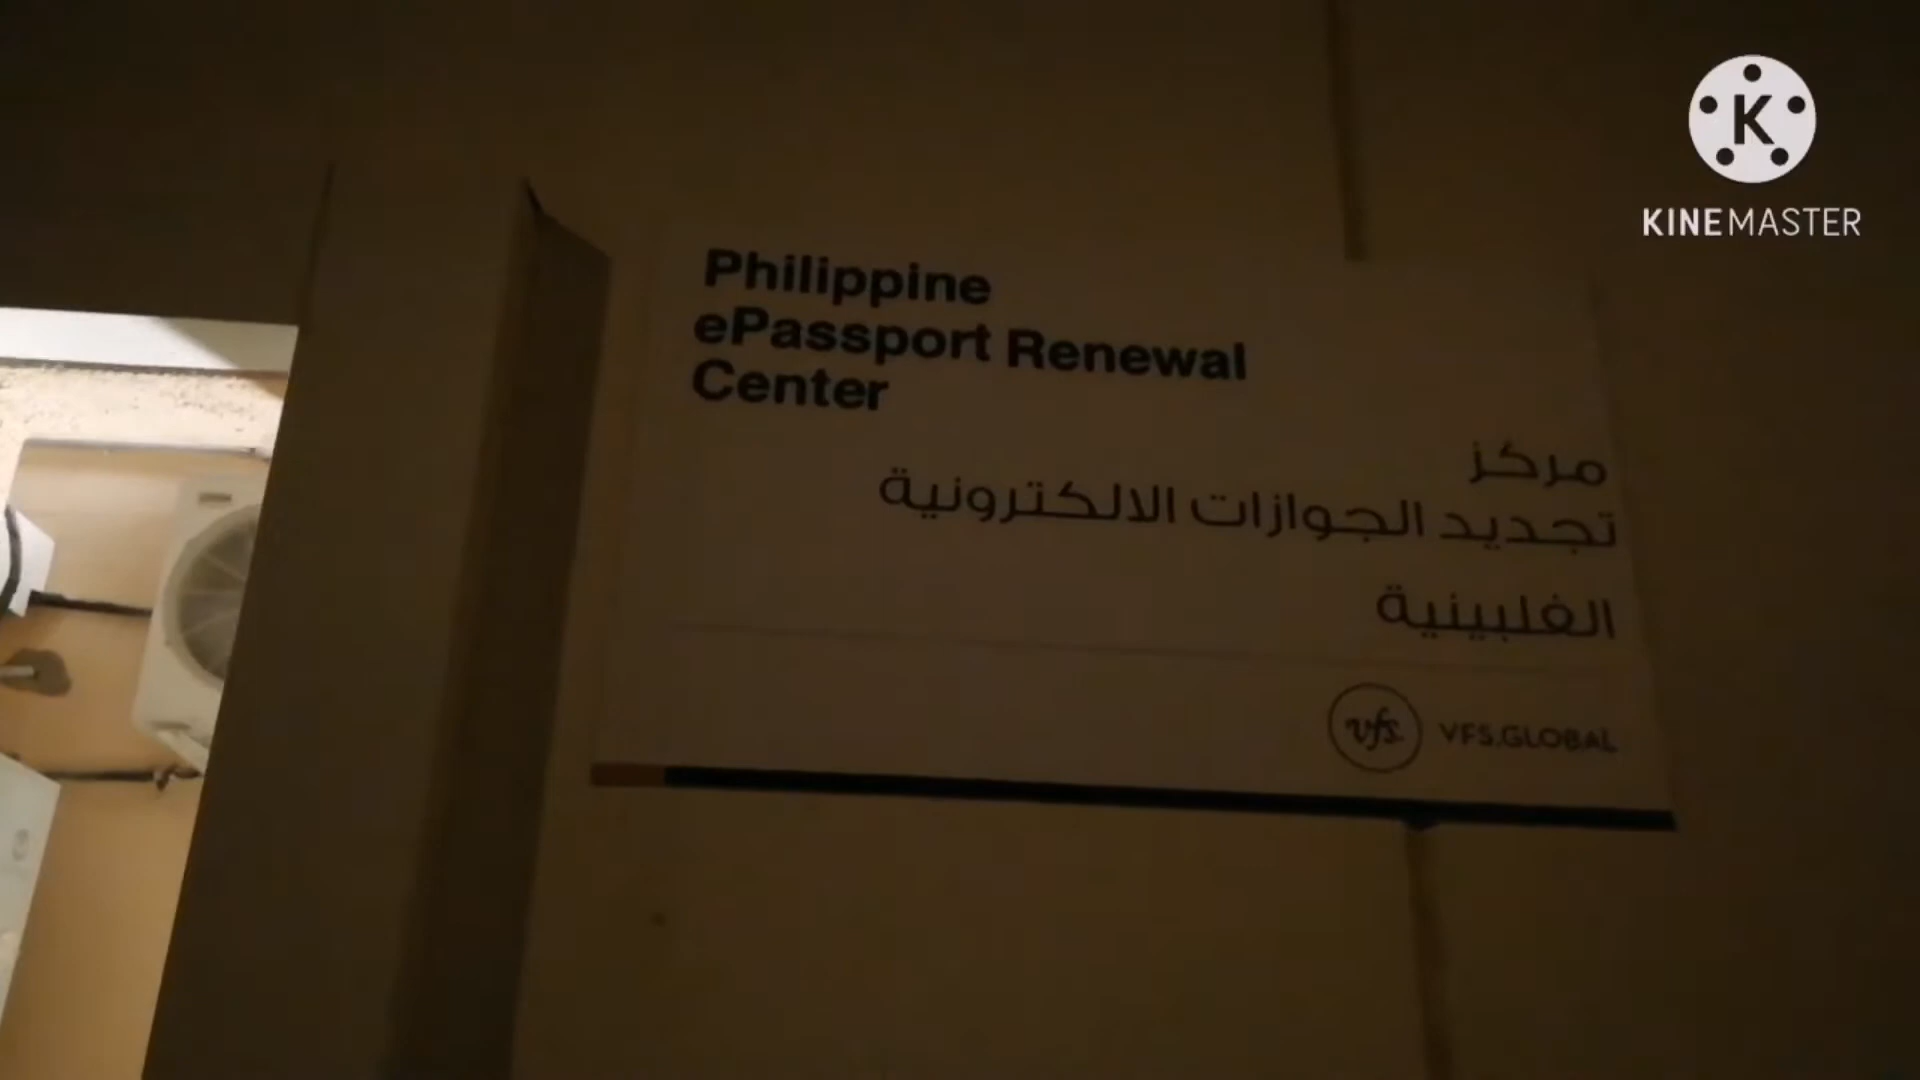 K
KINEMASTER
Philippine
ePassport Renewal
Center
مركز
تجديد الجوازات الالكترونية
الفلبينية
vfs.
VFS.GLOBAL